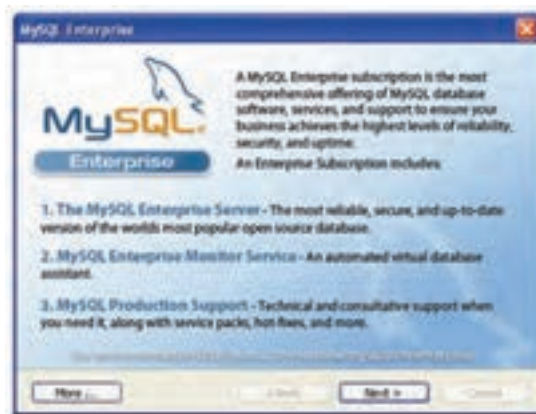 MySQL Enterprise
A MySQL Enterprise subscription is the most
comprehensive offering of MySQL database
software, services, and support to ensure your
business achieves the highest levels of reliability,
security, and uptime.
An Enterprise Subscription includes:
MySQL.
Enterprise
1. The MySQL Enterprise Server - The most reliable, secure, and up-to-date
version of the worlds most popular open source database.
2. MySQL Enterprise Monitor Service - An automated virtual database
assistant.
3. MySQL Production Support - Technical and consultative support when
you need it, along with service packs, hot fixes, and more.
More ...
< Back
Next >
Cancel